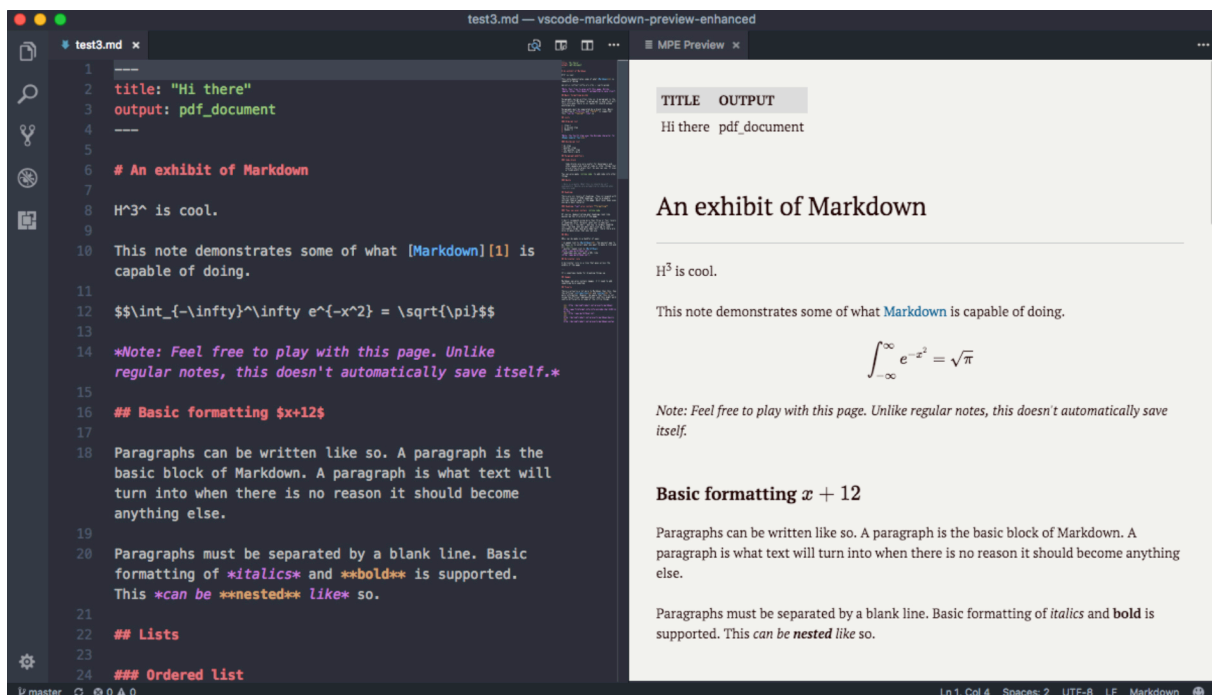 test3.md — vscode-markdown-preview-enhanced
test3.md ×
1 ---
2 title: "Hi there"
3 output: pdf_document
4 ---
5
6 # An exhibit of Markdown
7
8 H^3^ is cool.
9
10 This note demonstrates some of what [Markdown][1] is
capable of doing.
11
12 $$\int_{-\infty}^\infty e^{-x^2} = \sqrt{\pi}$$
13
14 *Note: Feel free to play with this page. Unlike
regular notes, this doesn't automatically save itself.*
15
16 ## Basic formatting $x+12$
17
18 Paragraphs can be written like so. A paragraph is the
basic block of Markdown. A paragraph is what text will
turn into when there is no reason it should become
anything else.
19
20 Paragraphs must be separated by a blank line. Basic
formatting of *italics* and **bold** is supported.
This *can be **nested** like* so.
21
22 ## Lists
23
24 ### Ordered list
MPE Preview ×
TITLE OUTPUT
Hi there pdf_document
An exhibit of Markdown
H³ is cool.
This note demonstrates some of what Markdown is capable of doing.
∫_{-∞}^{∞} e^{-x²} = √π
Note: Feel free to play with this page. Unlike regular notes, this doesn't automatically save
itself.
Basic formatting x + 12
Paragraphs can be written like so. A paragraph is the basic block of Markdown. A
paragraph is what text will turn into when there is no reason it should become anything
else.
Paragraphs must be separated by a blank line. Basic formatting of italics and bold is
supported. This can be nested like so.
master 0 0 Ln 1, Col 4 Spaces: 2 UTF-8 LF Markdown